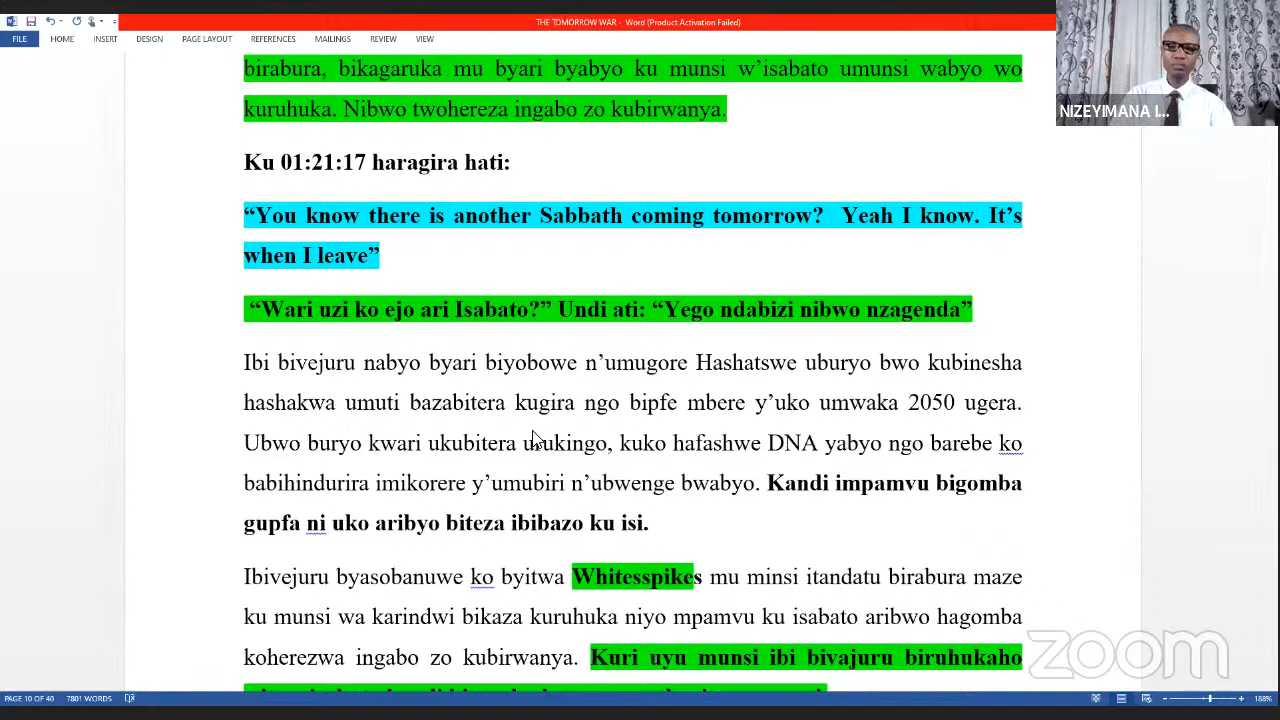 THE TOMORROW WAR - Word (Product Activation Failed)
FILE HOME INSERT DESIGN PAGE LAYOUT REFERENCES MAILINGS REVIEW VIEW
NIZEYIMANA I...
birabura, bikagaruka mu byari byabyo ku munsi w’isabato umunsi wabyo wo
kuruhuka. Nibwo twohereza ingabo zo kubirwanya.
Ku 01:21:17 haragira hati:
“You know there is another Sabbath coming tomorrow? Yeah I know. It’s
when I leave”
“Wari uzi ko ejo ari Isabato?” Undi ati: “Yego ndabizi nibwo nzagenda”
Ibi bivejuru nabyo byari biyobowe n’umugore Hashatswe uburyo bwo kubinesha
hashakwa umuti bazabitera kugira ngo bipfe mbere y’uko umwaka 2050 ugera.
Ubwo buryo kwari ukubitera urukingo, kuko hafashwe DNA yabyo ngo barebe ko
babihindurira imikorere y’umubiri n’ubwenge bwabyo. Kandi impamvu bigomba
gupfa ni uko aribyo biteza ibibazo ku isi.
Ibivejuru byasobanuwe ko byitwa Whitesspikes mu minsi itandatu birabura maze
ku munsi wa karindwi bikaza kuruhuka niyo mpamvu ku isabato aribwo hagomba
koherezwa ingabo zo kubirwanya. Kuri uyu munsi ibi bivajuru biruhukaho
zoom
PAGE 10 OF 40 7801 WORDS 188%